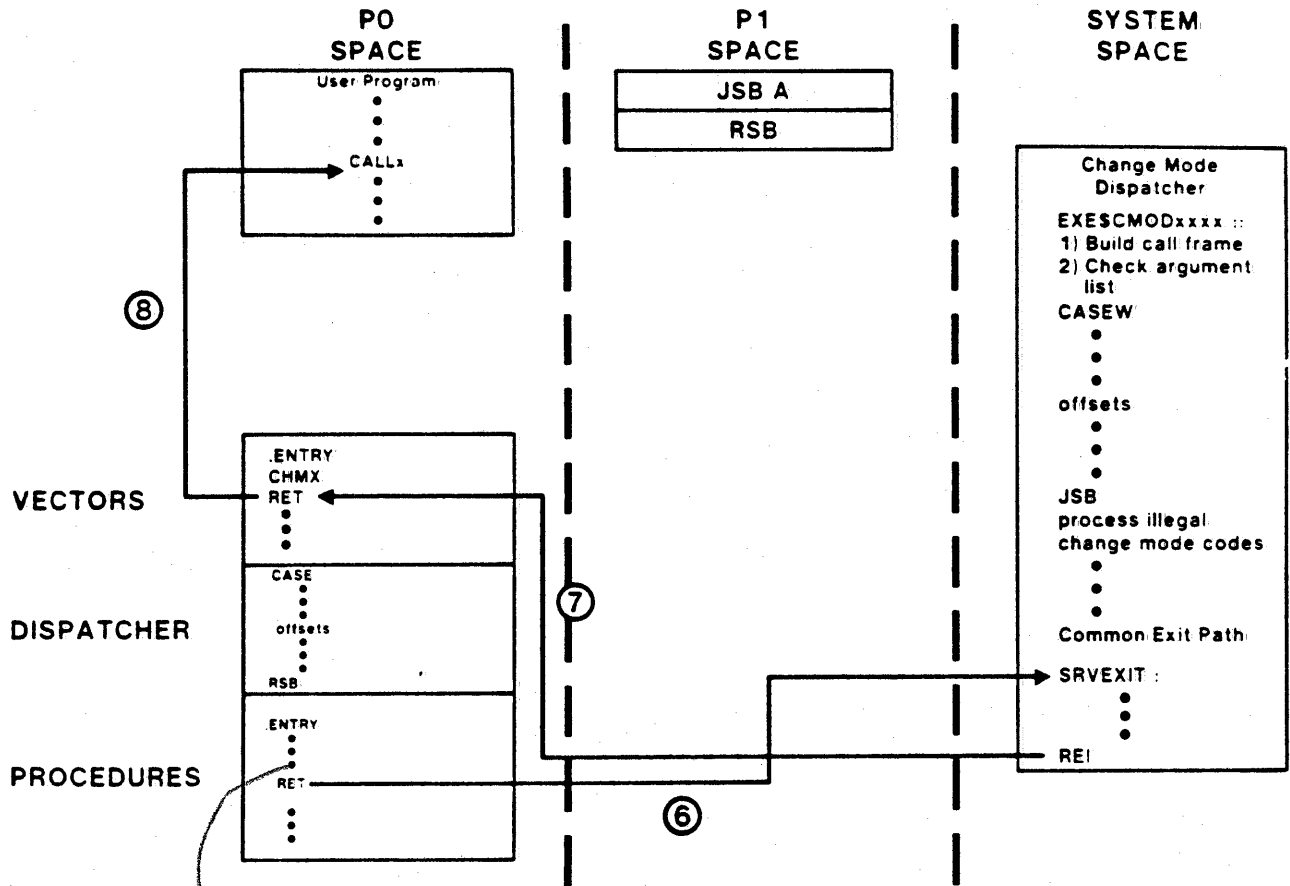 P0
SPACE
P1
SPACE
SYSTEM
SPACE
User Program
CALLx
JSB A
RSB
Change Mode
Dispatcher
EXE$CMODxxxx ::
1) Build call frame
2) Check argument
list
CASEW
offsets
JSB
process illegal
change mode codes
Common Exit Path
SRVEXIT :
REI
⑧
VECTORS
.ENTRY
CHMX
RET
⑦
DISPATCHER
CASE
offsets
RSB
PROCEDURES
.ENTRY
RET
⑥